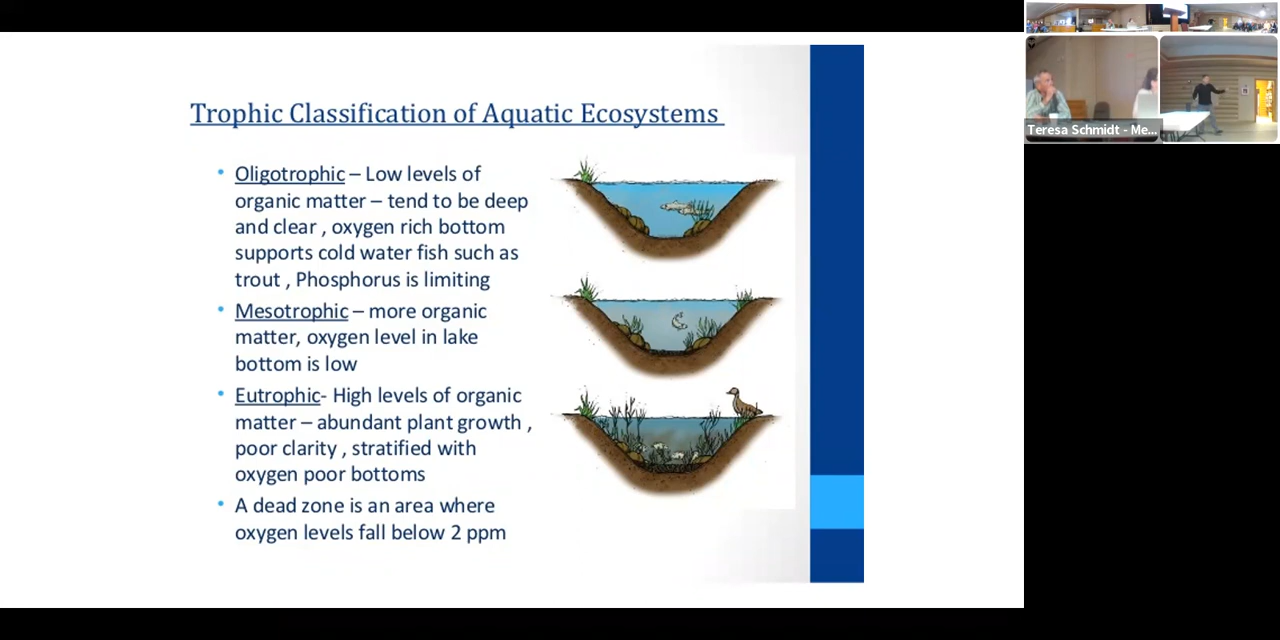 Trophic Classification of Aquatic Ecosystems
• Oligotrophic – Low levels of
organic matter – tend to be deep
and clear , oxygen rich bottom
supports cold water fish such as
trout , Phosphorus is limiting
• Mesotrophic – more organic
matter, oxygen level in lake
bottom is low
• Eutrophic- High levels of organic
matter – abundant plant growth ,
poor clarity , stratified with
oxygen poor bottoms
• A dead zone is an area where
oxygen levels fall below 2 ppm
Teresa Schmidt - Me...